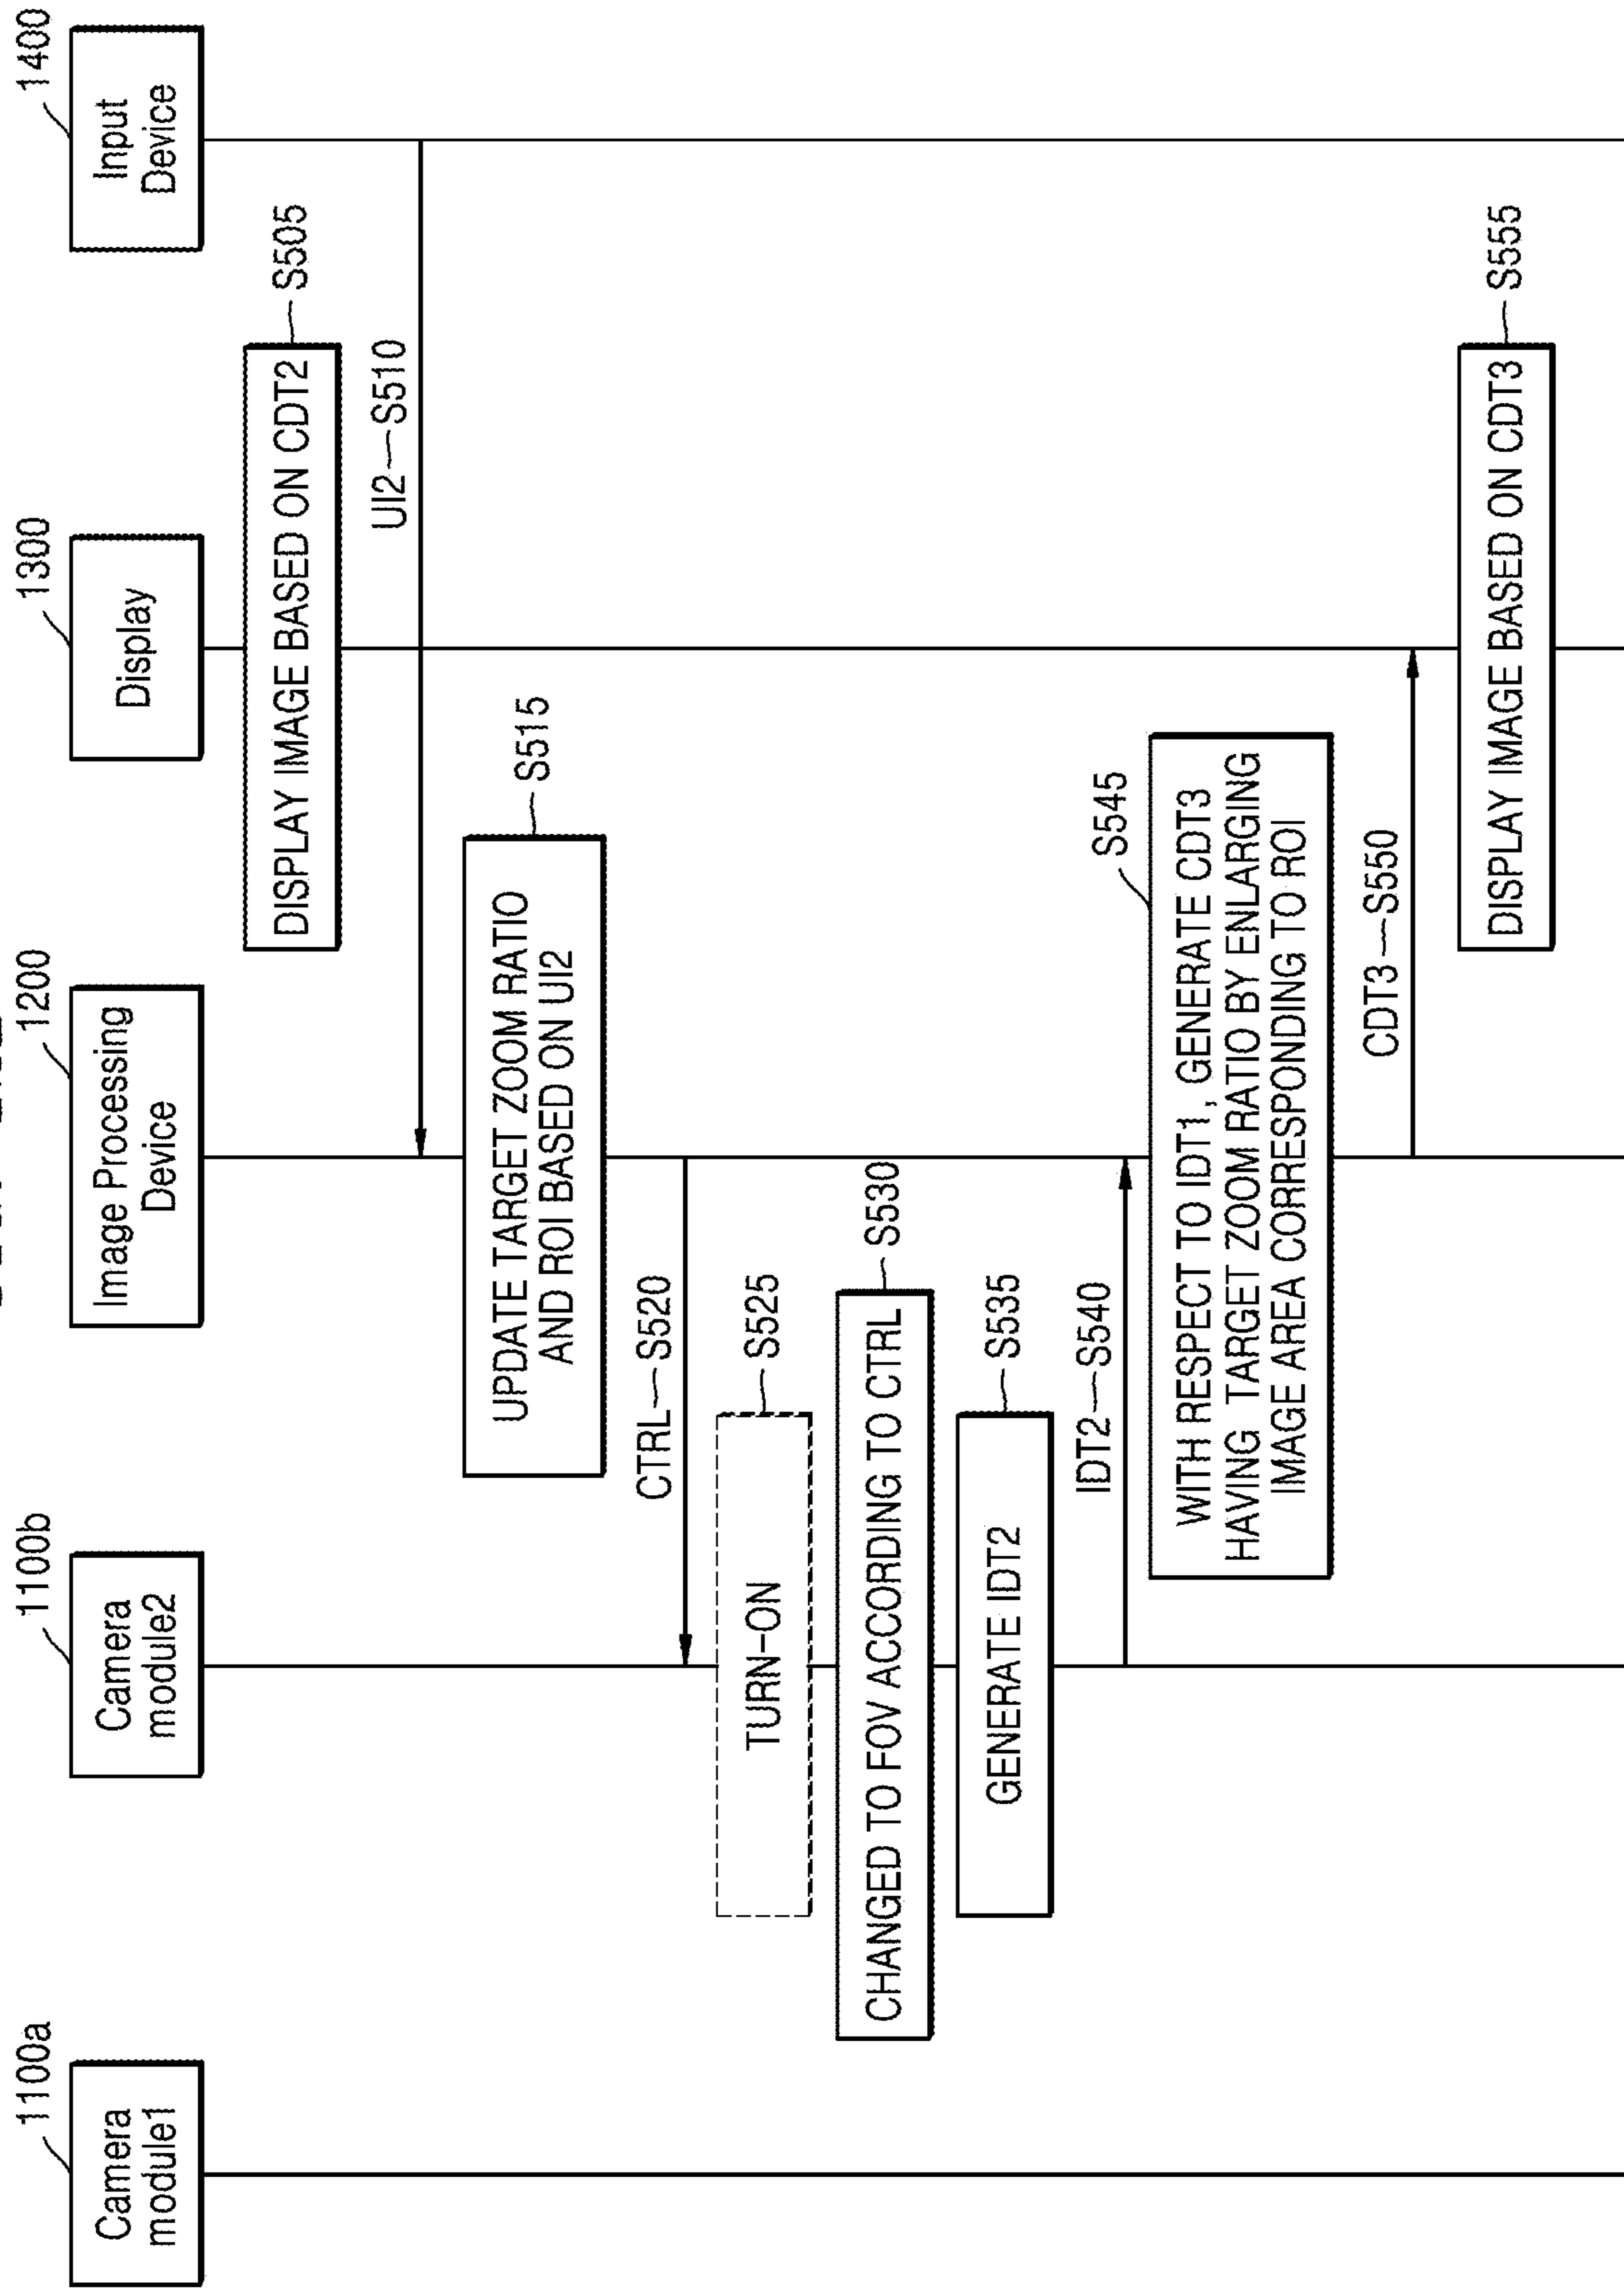 1100a
Camera
module1
1100b
Camera
module2
1200
Image Processing
Device
1300
Display
1400
Input
Device
DISPLAY IMAGE BASED ON CDT2
S505
UI2
S510
UPDATE TARGET ZOOM RATIO
AND ROI BASED ON UI2
S515
CTRL
S520
TURN-ON
S525
CHANGED TO FOV ACCORDING TO CTRL
S530
GENERATE IDT2
S535
IDT2
S540
S545
WITH RESPECT TO IDT1, GENERATE CDT3
HAVING TARGET ZOOM RATIO BY ENLARGING
IMAGE AREA CORRESPONDING TO ROI
CDT3
S550
DISPLAY IMAGE BASED ON CDT3
S555